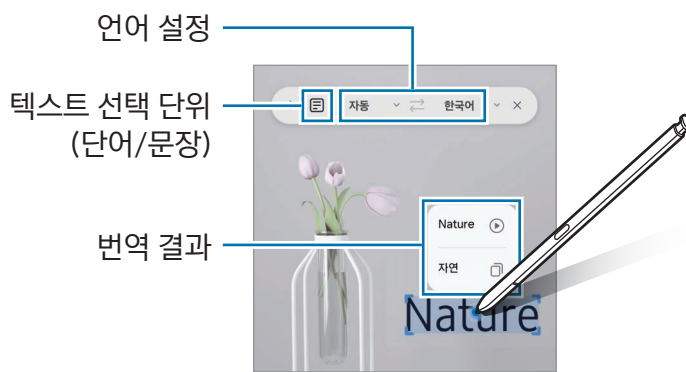 언어 설정
텍스트 선택 단위
(단어/문장)
자동
한국어
번역 결과
Nature
자연
Nature